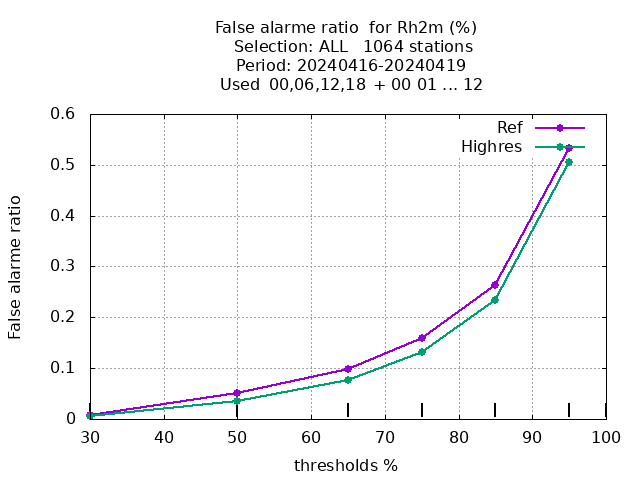 False alarme ratio  for Rh2m (%)
Selection: ALL   1064 stations
Period: 20240416-20240419
Used  00,06,12,18  + 00 01 ... 12
Ref
Highres
False alarme ratio
0.6
0.5
0.4
0.3
0.2
0.1
0
30 40 50 60 70 80 90 100
thresholds %